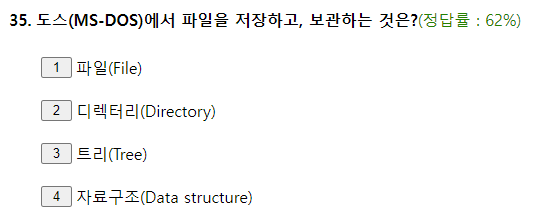 35. 도스(MS-DOS)에서 파일을 저장하고, 보관하는 것은?(정답률 : 62%)
1 파일(File)
2 디렉터리(Directory)
3 트리(Tree)
4 자료구조(Data structure)